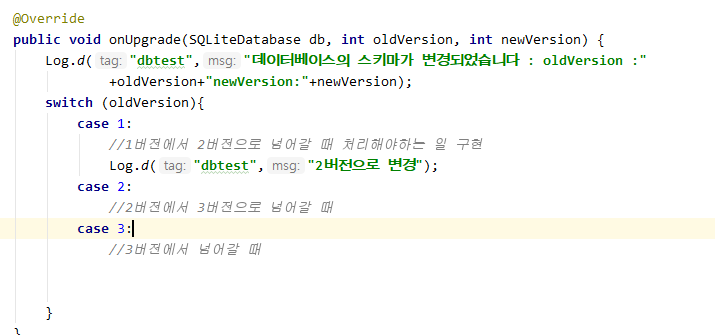 @Override
public void onUpgrade(SQLiteDatabase db, int oldVersion, int newVersion) {
Log.d( tag: "dbtest", msg: "데이터베이스의 스키마가 변경되었습니다 : oldVersion :"
+oldVersion+"newVersion:"+newVersion);
switch (oldVersion){
case 1:
//1버전에서 2버전으로 넘어갈 때 처리해야하는 일 구현
Log.d( tag: "dbtest", msg: "2버전으로 변경");
case 2:
//2버전에서 3버전으로 넘어갈 때
case 3:
//3버전에서 넘어갈 때
}
}